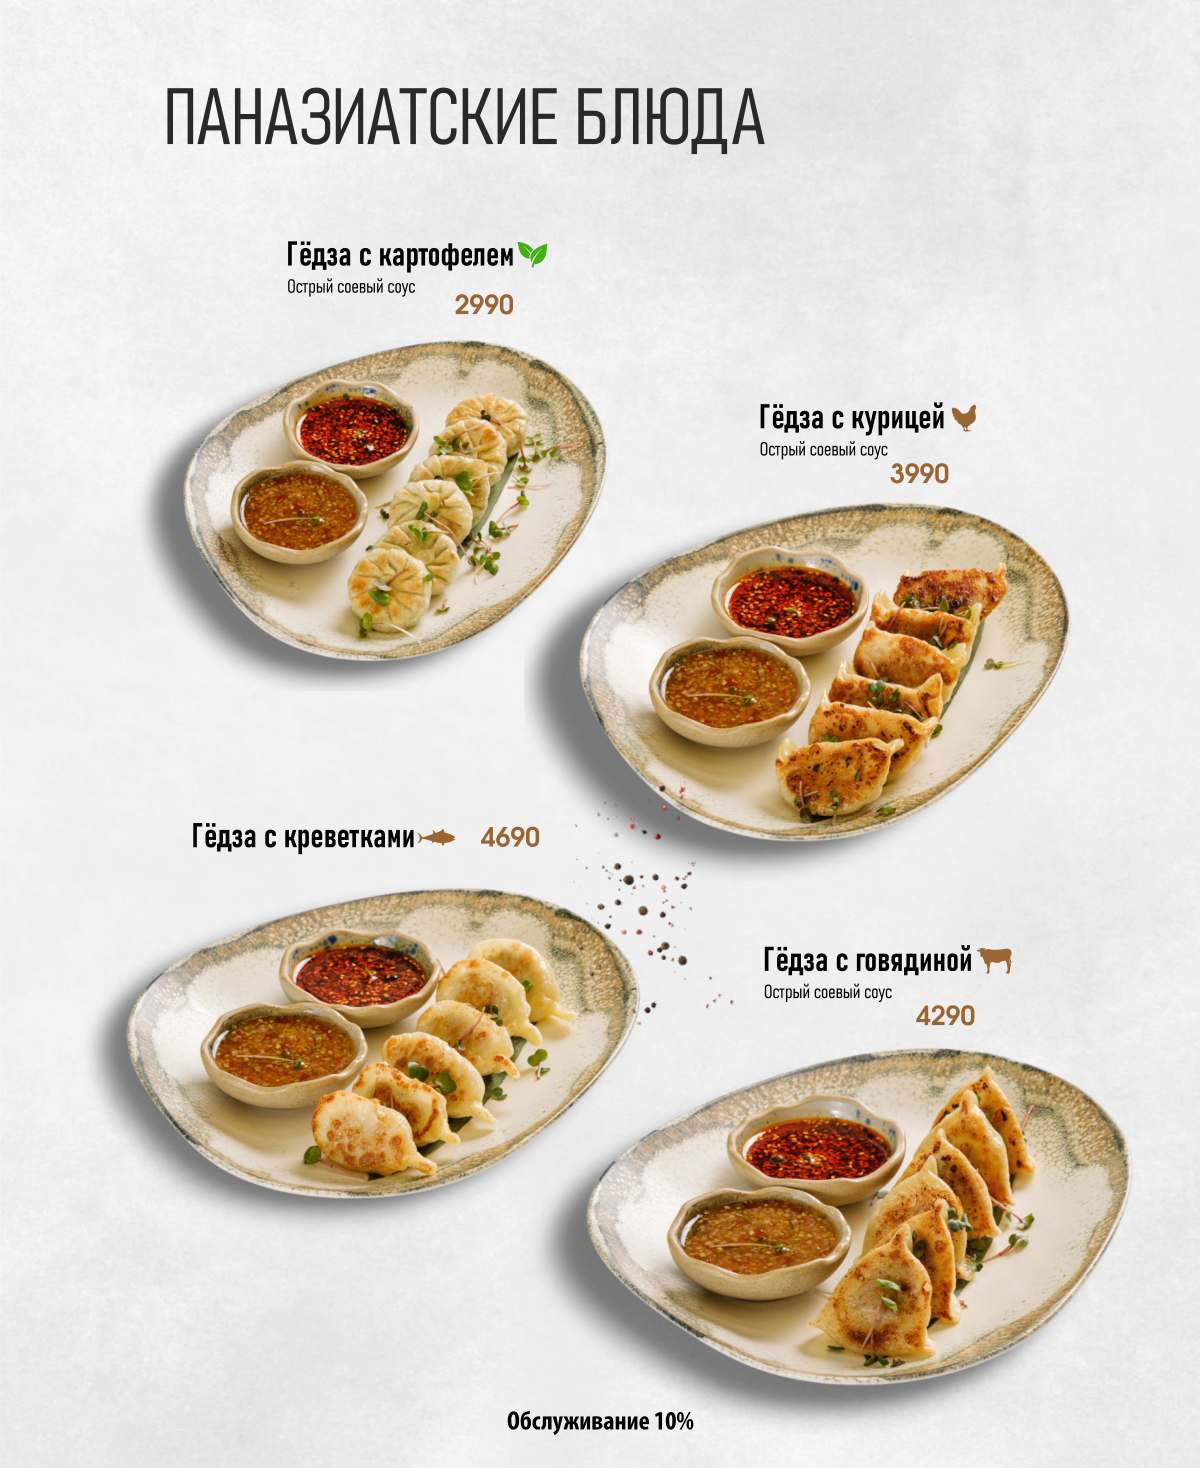 ПАНАЗИАТСКИЕ БЛЮДА
Гёдза с картофелем
Острый соевый соус
2990
Гёдза с курицей
Острый соевый соус
3990
Гёдза с креветками 4690
Гёдза с говядиной
Острый соевый соус
4290
Обслуживание 10%